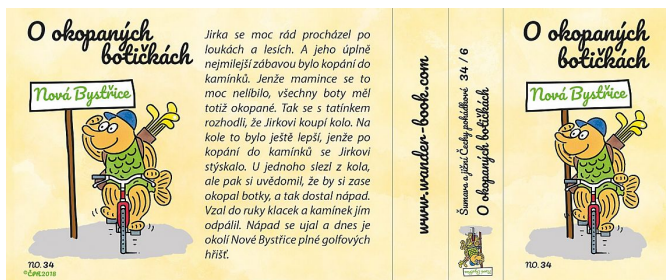 O okopaných
botičkách
Nová Bystřice
NO. 34
©ČPR2018
Jirka se moc rád procházel po
loukách a lesích. A jeho úplně
nejmilejší zábavou bylo kopání do
kamínků. Jenže mamince se to
moc nelíbilo, všechny boty měl
totiž okopané. Tak se s tatínkem
rozhodli, že Jirkovi koupí kolo. Na
kole to bylo ještě lepší, jenže po
kopání do kamínků se Jirkovi
stýskalo. U jednoho slezl z kola,
ale pak si uvědomil, že by si zase
okopal botky, a tak dostal nápad.
Vzal do ruky klacek a kamínek jím
odpálil. Nápad se ujal a dnes je
okolí Nové Bystřice plné golfových
hřišť.
www.wander-book.com
Šumava a jižní Čechy pohádkové 34 / 6
O okopaných botičkách
Nová Bystřice
O okopaných
botičkách
Nová Bystřice
NO. 34